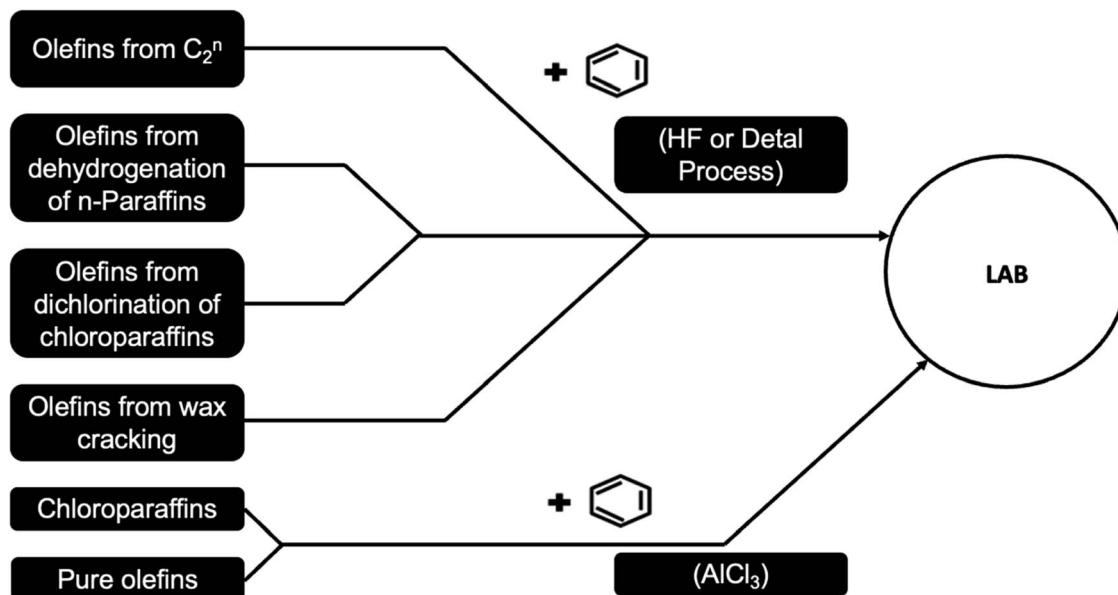 Olefins from C₂ⁿ
Olefins from
dehydrogenation
of n-Paraffins
Olefins from
dichlorination of
chloroparaffins
Olefins from wax
cracking
Chloroparaffins
Pure olefins
+
(HF or Detal
Process)
+
(AlCl₃)
LAB